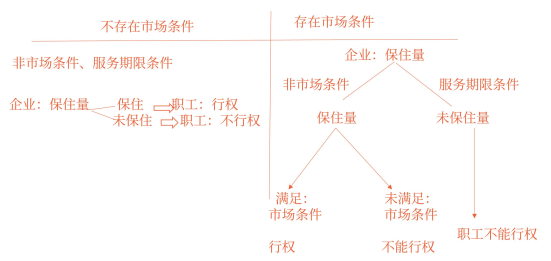 不存在市场条件
非市场条件、服务期限条件
企业：保住量
保住
职工：行权
未保住
职工：不行权
存在市场条件
企业：保住量
非市场条件
服务期限条件
保住量
未保住量
满足：
市场条件
行权
未满足：
市场条件
不能行权
职工不能行权